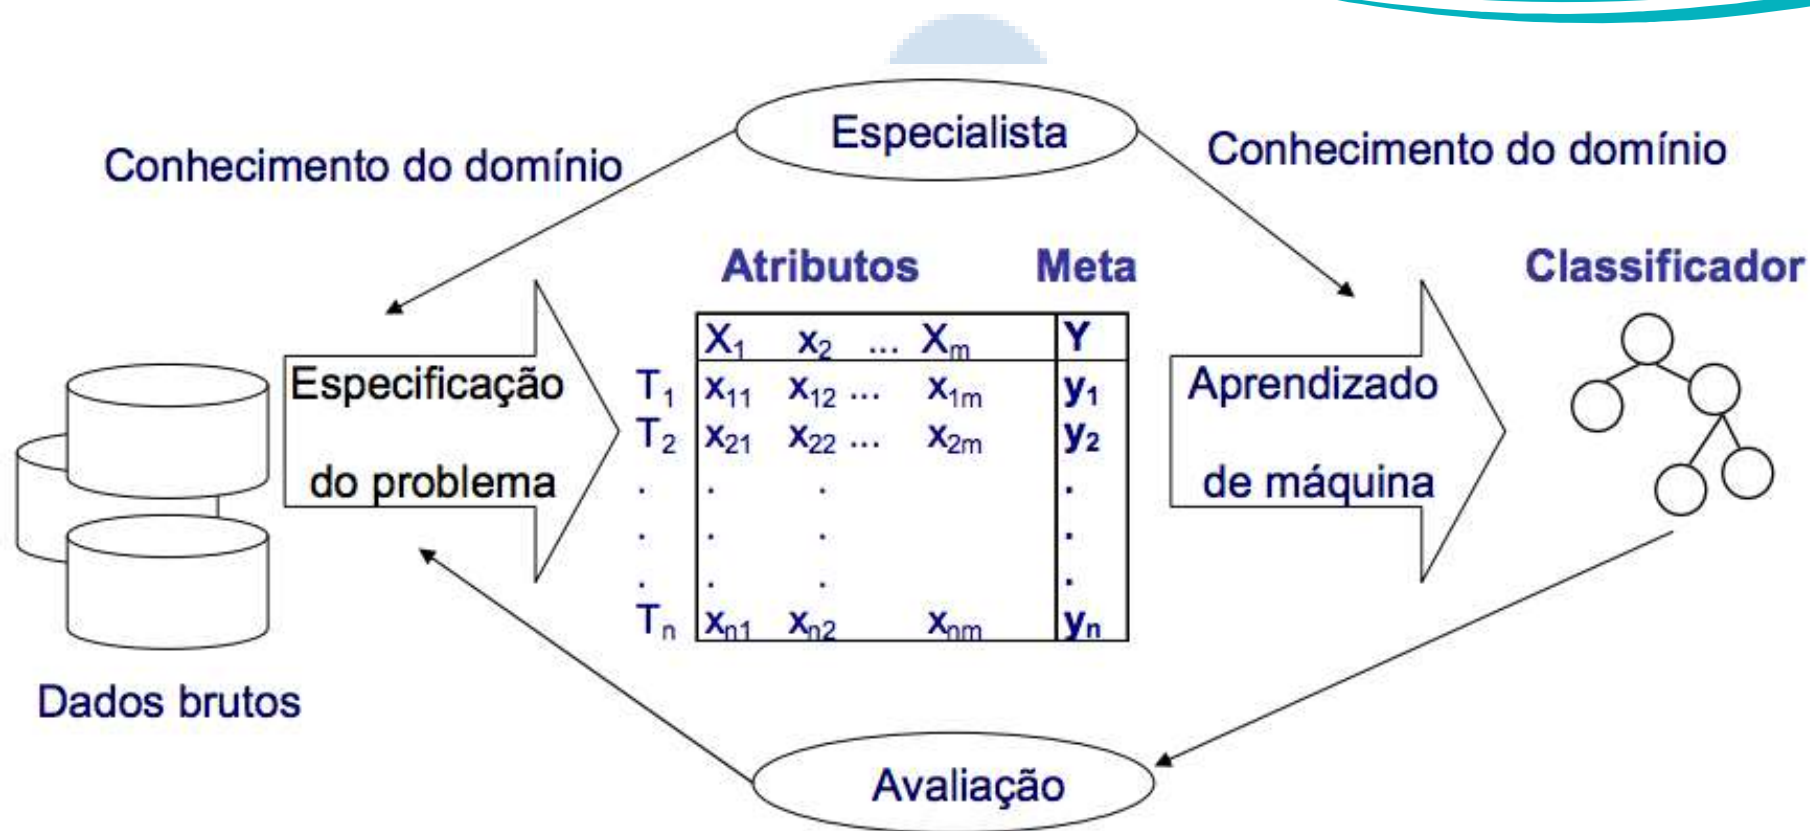 Especialista
Conhecimento do domínio
Conhecimento do domínio
Atributos Meta
Classificador
X₁ x₂ ... Xₘ Y
T₁ x₁₁ x₁₂ ... x₁ₘ y₁
T₂ x₂₁ x₂₂ ... x₂ₘ y₂
. . . .
. . . .
. . . .
Tₙ xₙ₁ xₙ₂ xₙₘ yₙ
Especificação
do problema
Aprendizado
de máquina
Dados brutos
Avaliação